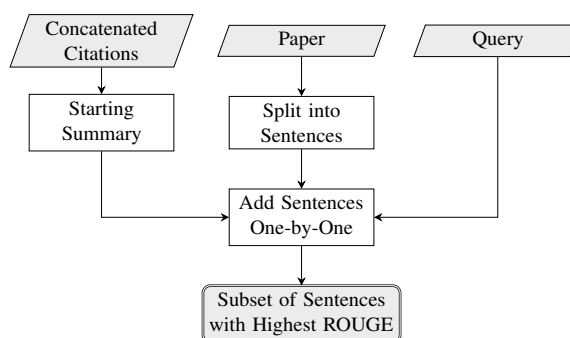 Concatenated
Citations
Paper
Query
Starting
Summary
Split into
Sentences
Add Sentences
One-by-One
Subset of Sentences
with Highest ROUGE